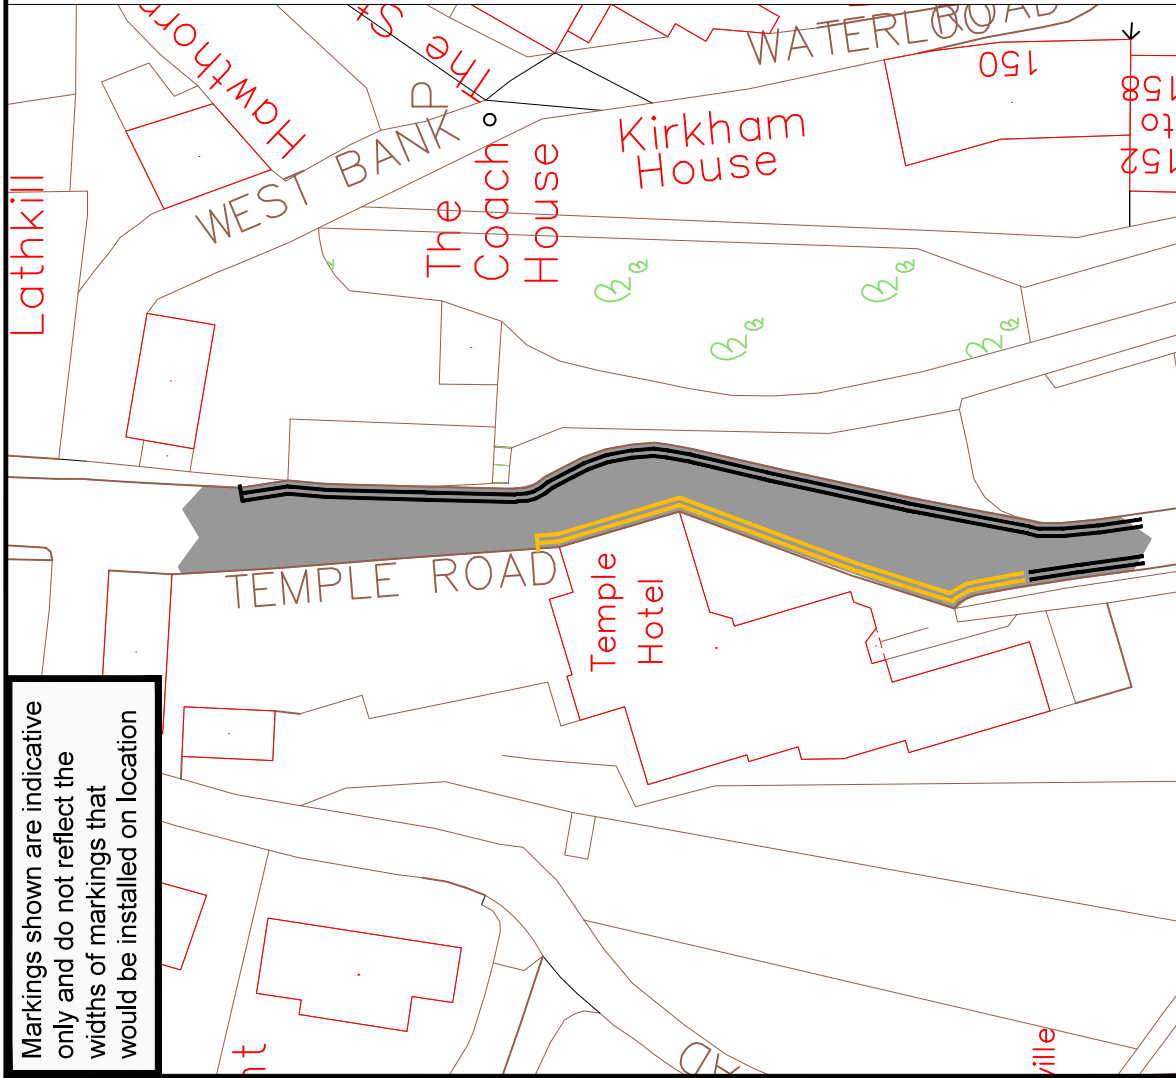 The
St
WATERLOO ROAD
150
158
to
152
WEST BANK
P
Kirkham
House
The
Coach
House
Lathkill
TEMPLE ROAD
Temple
Hotel
Markings shown are indicative
only and do not reflect the
widths of markings that
would be installed on location